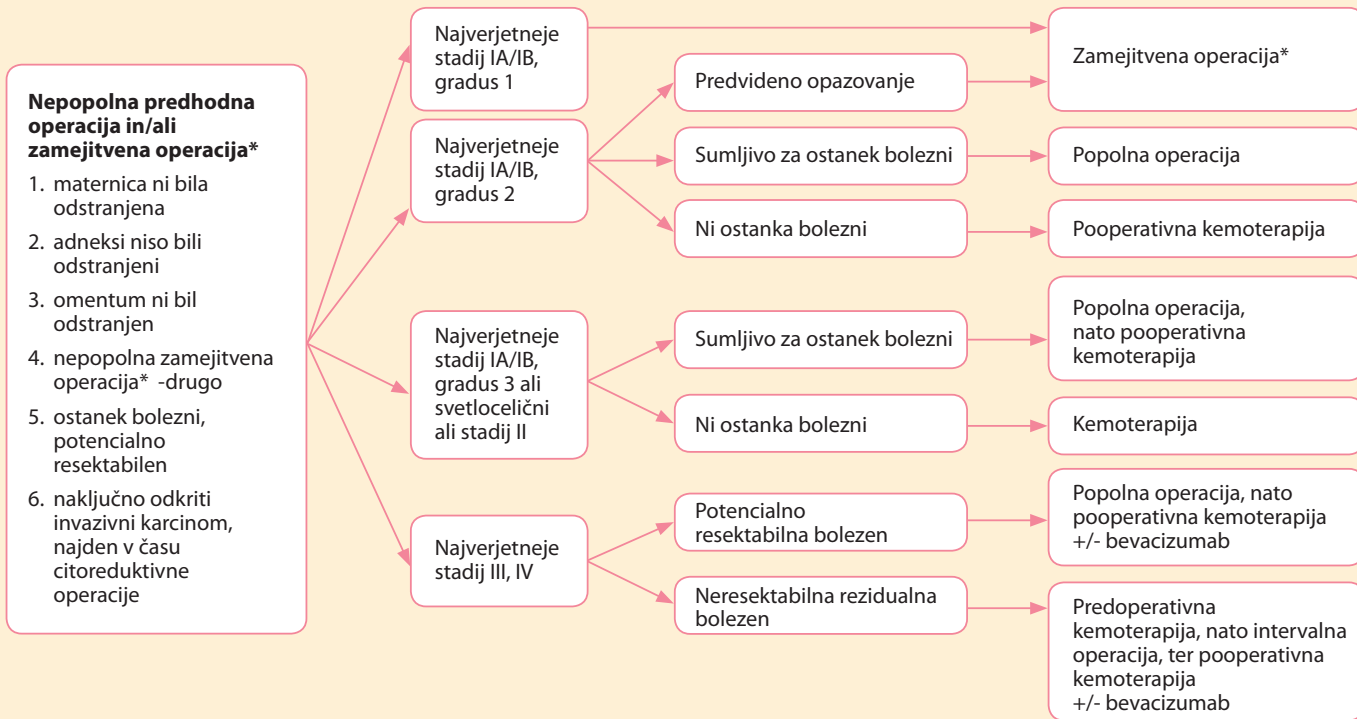 Nepopolna predhodna
operacija in/ali
zamejitvena operacija*
1. maternica ni bila
odstranjena
2. adneksi niso bili
odstranjeni
3. omentum ni bil
odstranjen
4. nepopolna zamejitvena
operacija* -drugo
5. ostanek bolezni,
potencialno
resektabilen
6. naključno odkriti
invazivni karcinom,
najden v času
citoreduktivne
operacije
Najverjetneje
stadij IA/IB,
gradus 1
Najverjetneje
stadij IA/IB,
gradus 2
Najverjetneje
stadij IA/IB,
gradus 3 ali
svetlocelični
ali stadij II
Najverjetneje
stadij III, IV
Predvideno opazovanje
Sumljivo za ostanek bolezni
Ni ostanka bolezni
Sumljivo za ostanek bolezni
Ni ostanka bolezni
Potencialno
resektabilna bolezen
Neresektabilna rezidualna
bolezen
Zamejitvena operacija*
Popolna operacija
Pooperativna kemoterapija
Popolna operacija,
nato pooperativna
kemoterapija
Kemoterapija
Popolna operacija, nato
pooperativna kemoterapija
+/- bevacizumab
Predoperativna
kemoterapija, nato intervalna
operacija, ter pooperativna
kemoterapija
+/- bevacizumab